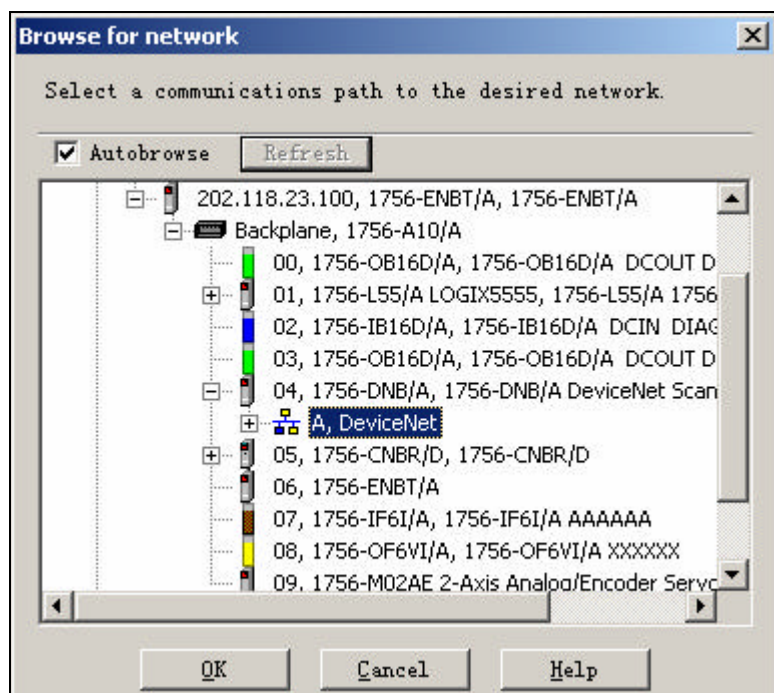 Browse for network
Select a communications path to the desired network.
Autobrowse
Refresh
202.118.23.100, 1756-ENBT/A, 1756-ENBT/A
Backplane, 1756-A10/A
00, 1756-OB16D/A, 1756-OB16D/A DCOUT D
01, 1756-L55/A LOGIX5555, 1756-L55/A 1756
02, 1756-IB16D/A, 1756-IB16D/A DCIN DIAG
03, 1756-OB16D/A, 1756-OB16D/A DCOUT D
04, 1756-DNB/A, 1756-DNB/A DeviceNet Scan
A, DeviceNet
05, 1756-CNBR/D, 1756-CNBR/D
06, 1756-ENBT/A
07, 1756-IF6I/A, 1756-IF6I/A AAAAAA
08, 1756-OF6VI/A, 1756-OF6VI/A XXXXXX
09, 1756-M02AE 2-Axis Analog/Encoder Servo
OK
Cancel
Help